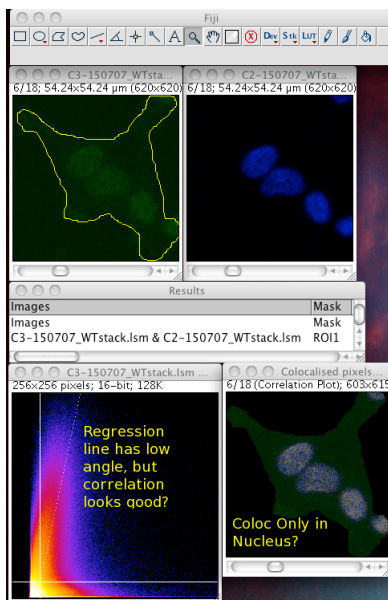 Fiji
A
Dev Stk LUT
C3-150707_WTsta...
6/18; 54.24x54.24 µm (620x620)
C2-150707_WTsta...
6/18; 54.24x54.24 µm (620x620)
Results
Images Mask
Images Mask
C3-150707_WTstack.lsm & C2-150707_WTstack.lsm ROI1
C3-150707_WTstack.lsm ...
256x256 pixels; 16-bit; 128K
Regression
line has low
angle, but
correlation
looks good?
Colocalised pixels...
6/18 (Correlation Plot); 603x615
Coloc Only in
Nucleus?